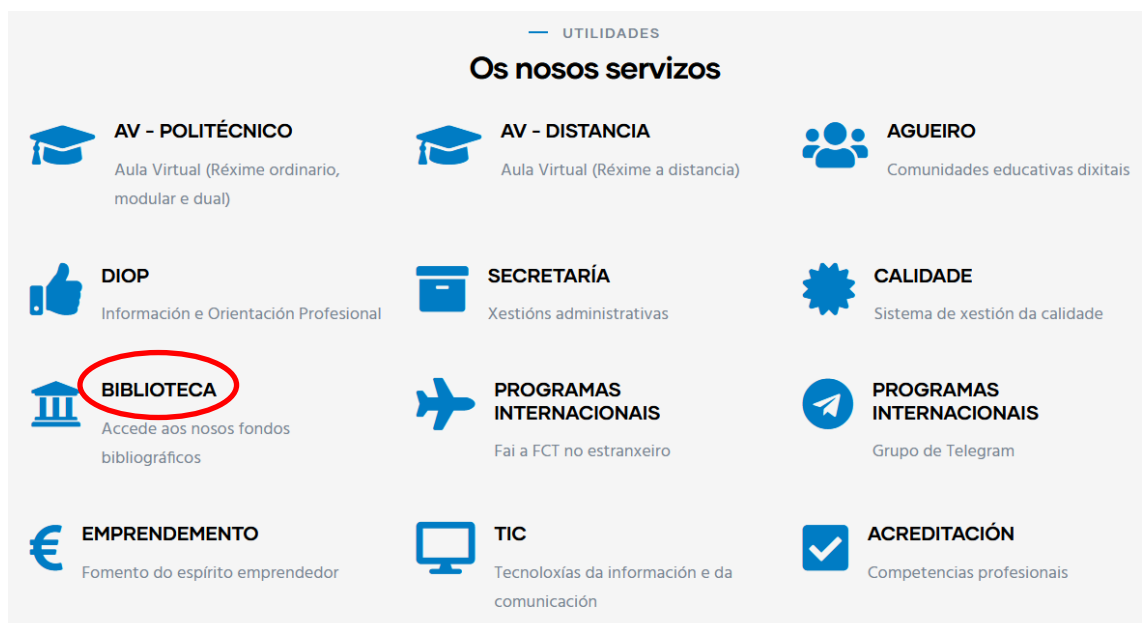 UTILIDADES
Os nosos servizos
AV - POLITÉCNICO
Aula Virtual (Réxime ordinario,
modular e dual)
AV - DISTANCIA
Aula Virtual (Réxime a distancia)
AGUEIRO
Comunidades educativas dixitais
DIOP
Información e Orientación Profesional
SECRETARÍA
Xestións administrativas
CALIDADE
Sistema de xestión da calidade
BIBLIOTECA
Accede aos nosos fondos
bibliográficos
PROGRAMAS
INTERNACIONAIS
Fai a FCT no estranxeiro
PROGRAMAS
INTERNACIONAIS
Grupo de Telegram
EMPRENDEMENTO
Fomento do espírito emprendedor
TIC
Tecnoloxías da información e da
comunicación
ACREDITACIÓN
Competencias profesionais